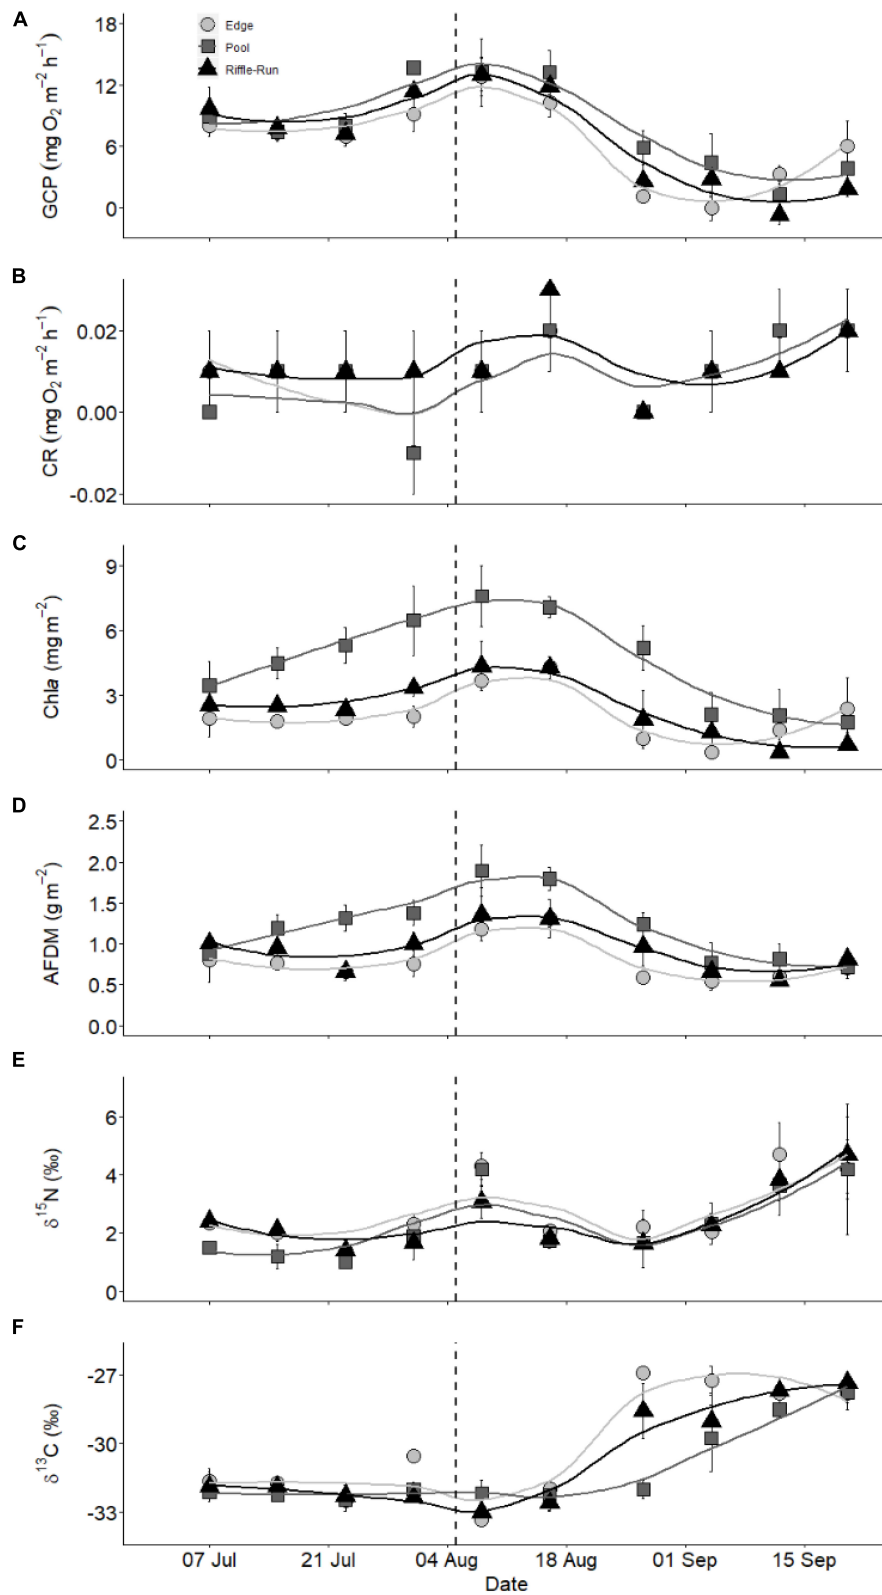 A
Edge
Pool
Riffle-Run
GCP (mg O₂ m⁻² h⁻¹)
18
12
6
0
B
CR (mg O₂ m⁻² h⁻¹)
0.02
0.00
-0.02
C
Chla (mg m⁻²)
9
6
3
0
D
AFDM (g m⁻²)
2.5
2.0
1.5
1.0
0.5
0.0
E
δ¹⁵N (‰)
6
4
2
0
F
δ¹³C (‰)
-27
-30
-33
07 Jul 21 Jul 04 Aug 18 Aug 01 Sep 15 Sep
Date